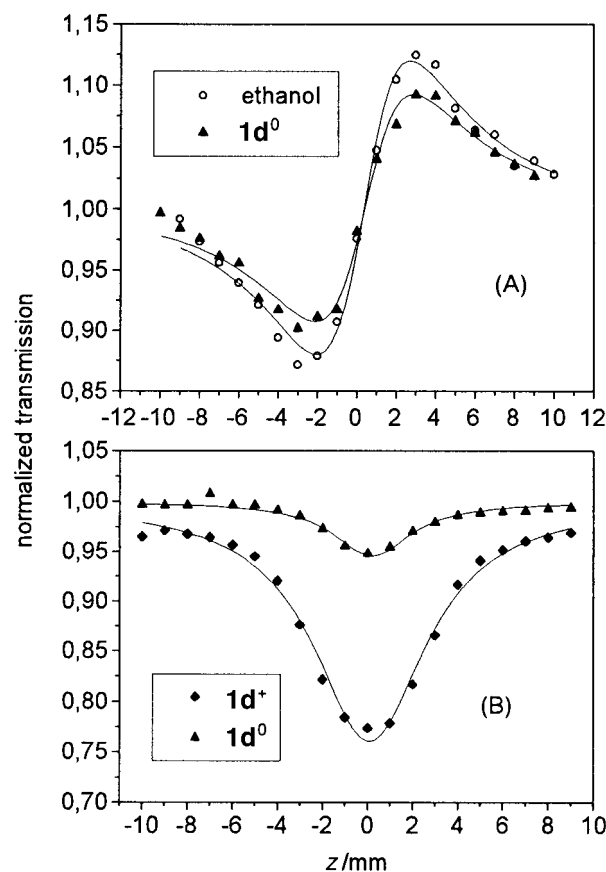 1,15
1,10
1,05
1,00
0,95
0,90
0,85
ethanol
1d⁰
(A)
-12 -10 -8 -6 -4 -2 0 2 4 6 8 10 12
normalized transmission
1,05
1,00
0,95
0,90
0,85
0,80
0,75
0,70
1d⁺
1d⁰
(B)
-10 -8 -6 -4 -2 0 2 4 6 8 10
z/mm